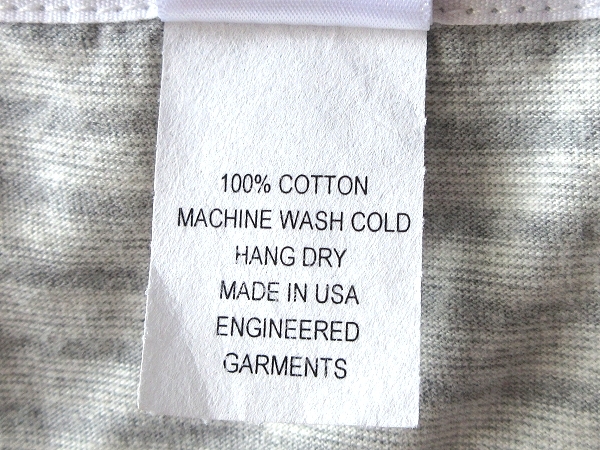 100% COTTON
MACHINE WASH COLD
HANG DRY
MADE IN USA
ENGINEERED
GARMENTS